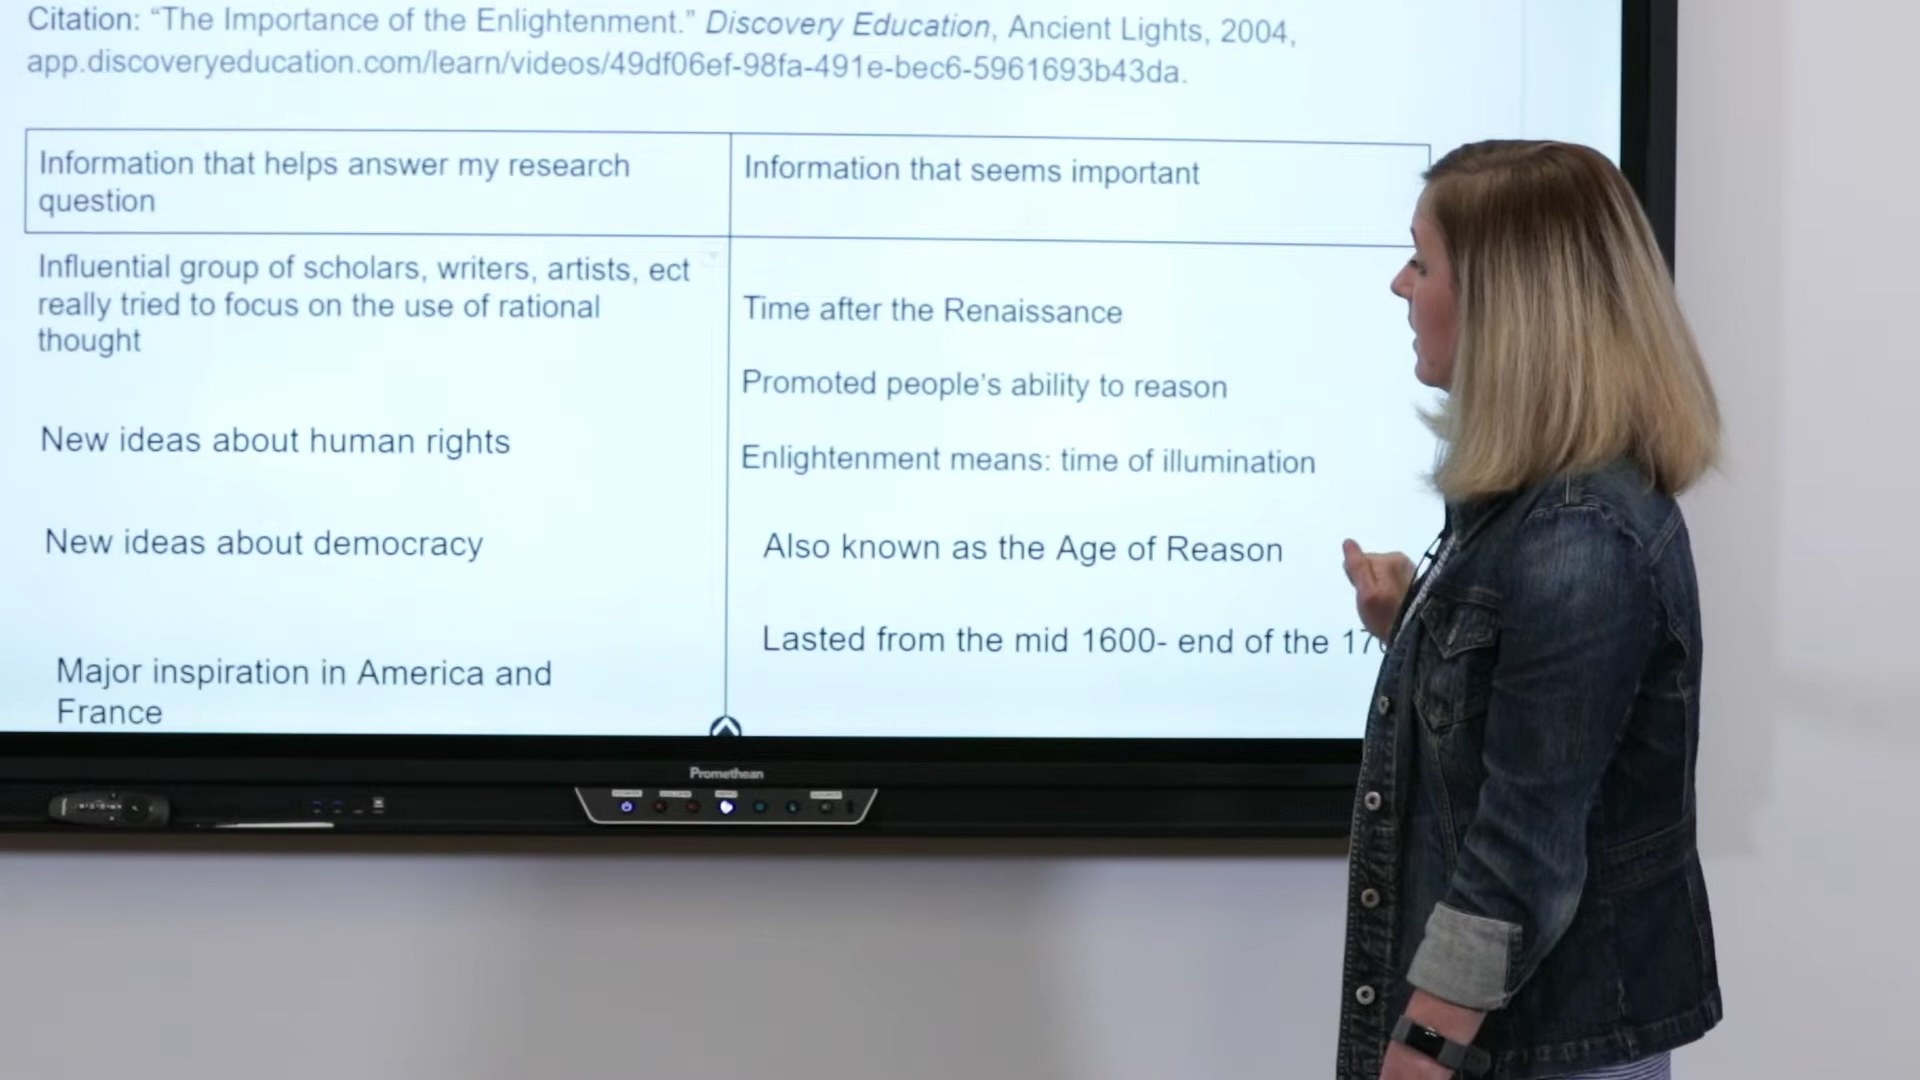 Citation: “The Importance of the Enlightenment.” Discovery Education, Ancient Lights, 2004,
app.discoveryeducation.com/learn/videos/49df06ef-98fa-491e-bec6-5961693b43da.
Information that helps answer my research
question
Information that seems important
Influential group of scholars, writers, artists, ect
really tried to focus on the use of rational
thought
New ideas about human rights
New ideas about democracy
Major inspiration in America and
France
Time after the Renaissance
Promoted people’s ability to reason
Enlightenment means: time of illumination
Also known as the Age of Reason
Lasted from the mid 1600- end of the
Promethean